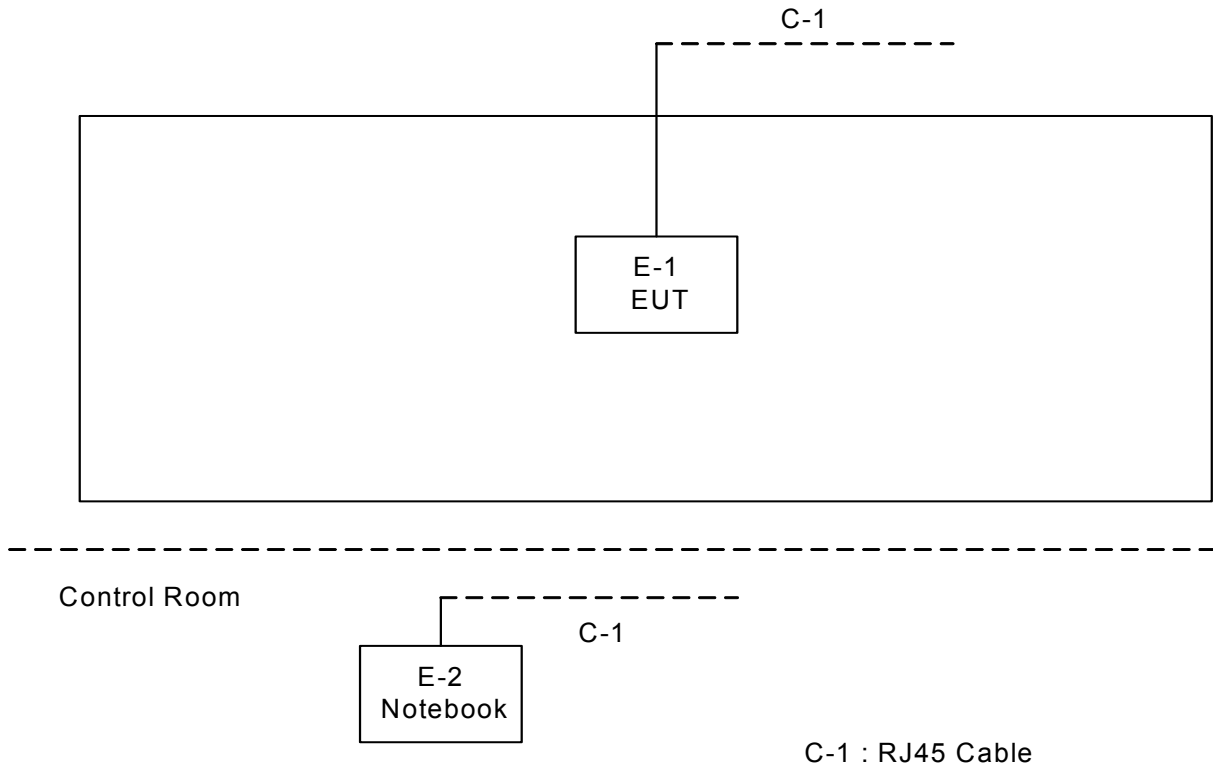 C-1
E-1
EUT
Control Room
C-1
E-2
Notebook
C-1 : RJ45 Cable